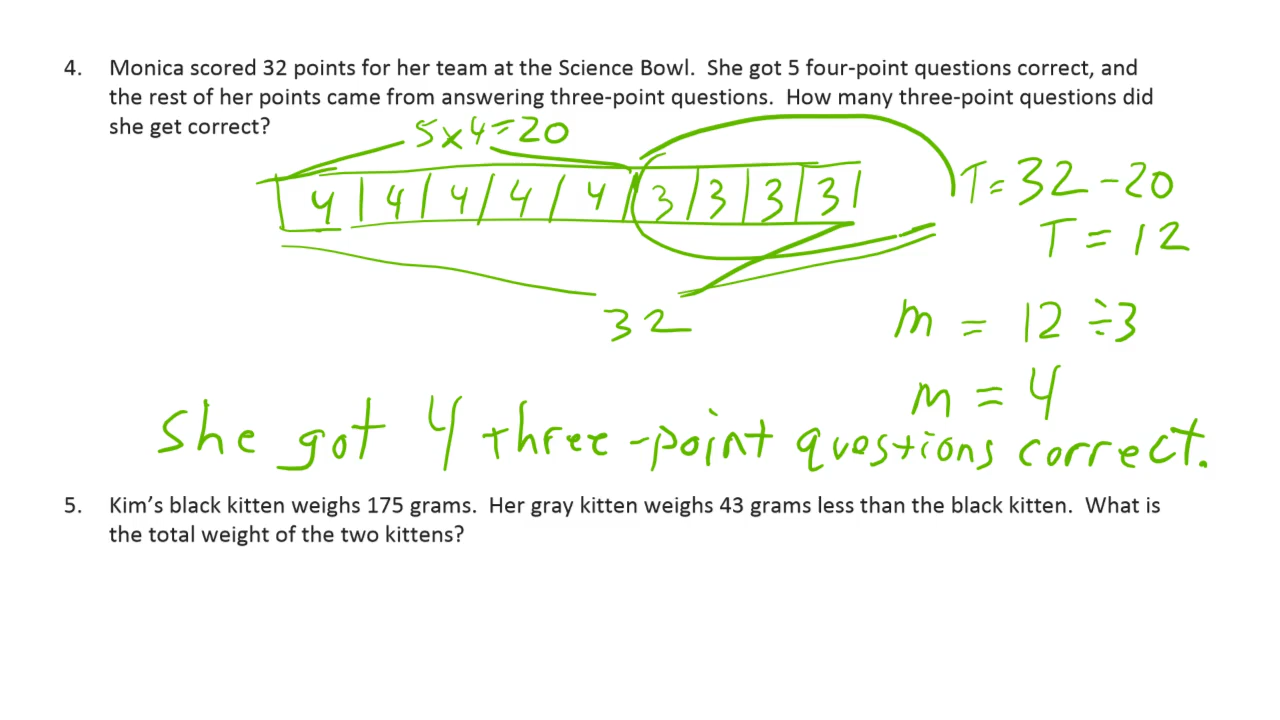 4. Monica scored 32 points for her team at the Science Bowl. She got 5 four-point questions correct, and
the rest of her points came from answering three-point questions. How many three-point questions did
she get correct?
5 x 4 = 20
4 4 4 4 4 3 3 3 3
T = 32 - 20
T = 12
32
m = 12 ÷ 3
m = 4
She got 4 three-point questions correct.
5. Kim's black kitten weighs 175 grams. Her gray kitten weighs 43 grams less than the black kitten. What is
the total weight of the two kittens?